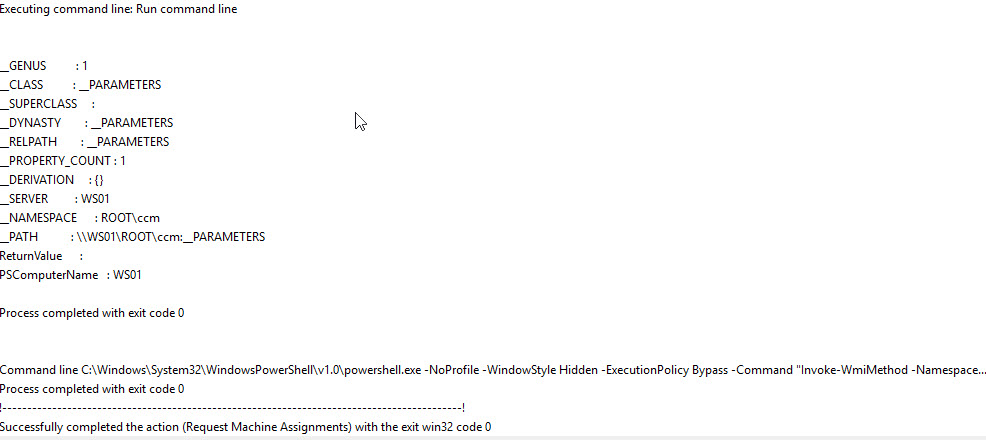 Executing command line: Run command line
__GENUS : 1
__CLASS : __PARAMETERS
__SUPERCLASS :
__DYNASTY : __PARAMETERS
__RELPATH : __PARAMETERS
__PROPERTY_COUNT : 1
__DERIVATION : {}
__SERVER : WS01
__NAMESPACE : ROOT\ccm
__PATH : \\WS01\ROOT\ccm:__PARAMETERS
ReturnValue :
PSComputerName : WS01
Process completed with exit code 0
Command line C:\Windows\System32\WindowsPowerShell\v1.0\powershell.exe -NoProfile -WindowStyle Hidden -ExecutionPolicy Bypass -Command "Invoke-WmiMethod -Namespace...
Process completed with exit code 0
!--------------------------------------------------------------------------------------------!
Successfully completed the action (Request Machine Assignments) with the exit win32 code 0